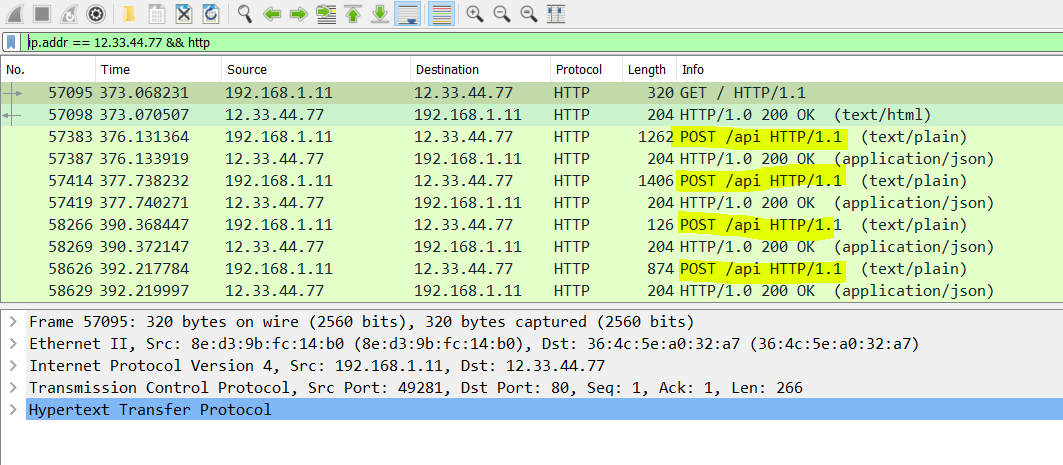 ip.addr == 12.33.44.77 && http
No. Time Source Destination Protocol Length Info
57095 373.068231 192.168.1.11 12.33.44.77 HTTP 320 GET / HTTP/1.1
57098 373.070507 12.33.44.77 192.168.1.11 HTTP 204 HTTP/1.0 200 OK (text/html)
57383 376.131364 192.168.1.11 12.33.44.77 HTTP 1262 POST /api HTTP/1.1 (text/plain)
57387 376.133919 12.33.44.77 192.168.1.11 HTTP 204 HTTP/1.0 200 OK (application/json)
57414 377.738232 192.168.1.11 12.33.44.77 HTTP 1406 POST /api HTTP/1.1 (text/plain)
57419 377.740271 12.33.44.77 192.168.1.11 HTTP 204 HTTP/1.0 200 OK (application/json)
58266 390.368447 192.168.1.11 12.33.44.77 HTTP 126 POST /api HTTP/1.1 (text/plain)
58269 390.372147 12.33.44.77 192.168.1.11 HTTP 204 HTTP/1.0 200 OK (application/json)
58626 392.217784 192.168.1.11 12.33.44.77 HTTP 874 POST /api HTTP/1.1 (text/plain)
58629 392.219997 12.33.44.77 192.168.1.11 HTTP 204 HTTP/1.0 200 OK (application/json)
Frame 57095: 320 bytes on wire (2560 bits), 320 bytes captured (2560 bits)
Ethernet II, Src: 8e:d3:9b:fc:14:b0 (8e:d3:9b:fc:14:b0), Dst: 36:4c:5e:a0:32:a7 (36:4c:5e:a0:32:a7)
Internet Protocol Version 4, Src: 192.168.1.11, Dst: 12.33.44.77
Transmission Control Protocol, Src Port: 49281, Dst Port: 80, Seq: 1, Ack: 1, Len: 266
Hypertext Transfer Protocol